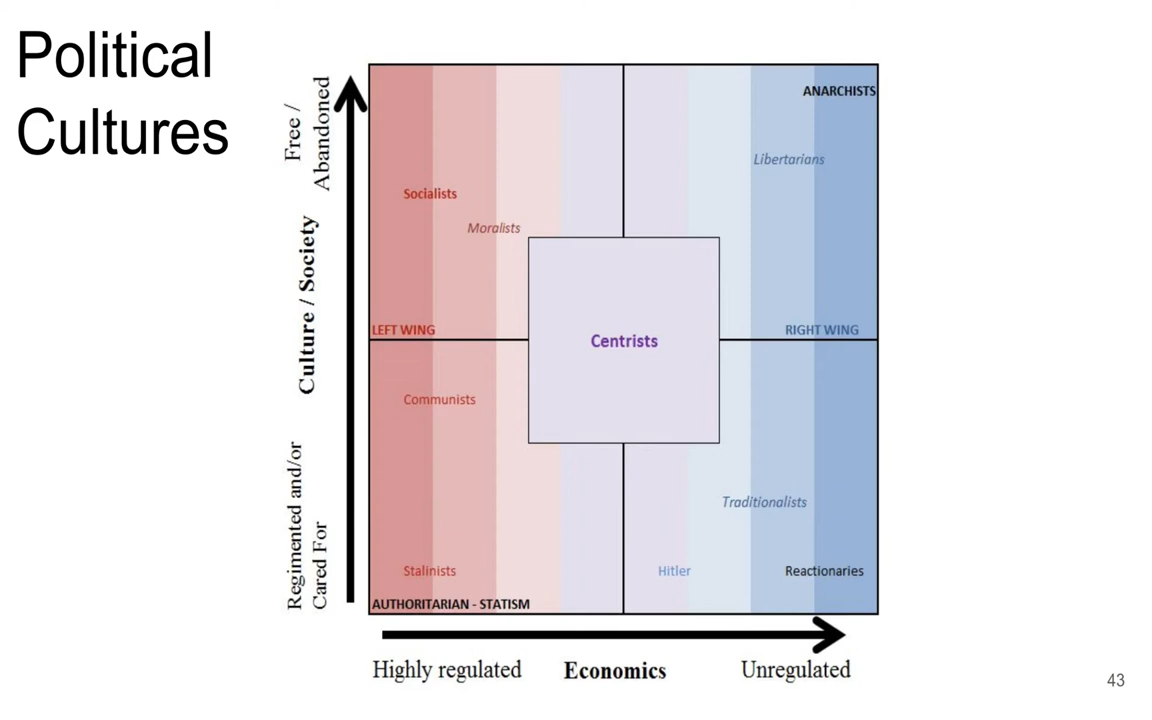 Political
Cultures
Free /
Abandoned
Culture / Society
Regimented and/or
Cared For
ANARCHISTS
Libertarians
Socialists
Moralists
LEFT WING
RIGHT WING
Centrists
Communists
Traditionalists
Stalinists
Hitler
Reactionaries
AUTHORITARIAN - STATISM
Highly regulated
Economics
Unregulated
43